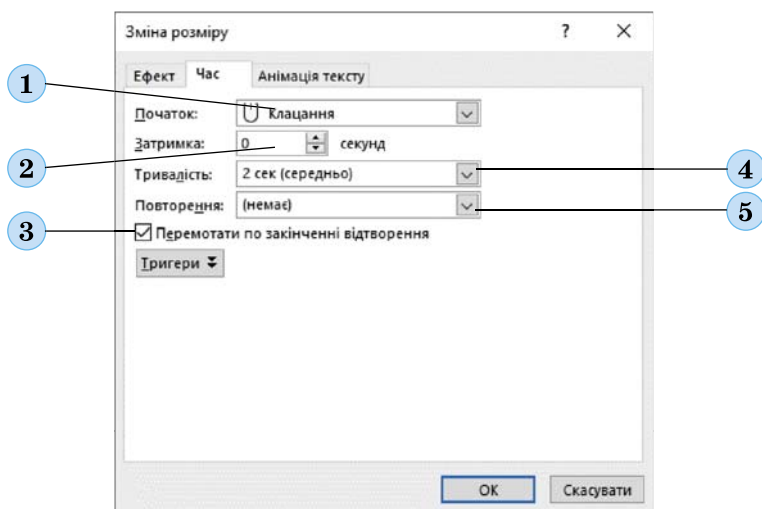 Зміна розміру ? ×
Ефект Час Анімація тексту
1
Початок: Клацання
Затримка: 0 секунд
2
Тривалість: 2 сек (середньо)
4
Повторення: (немає)
5
3
Перемотати по закінченні відтворення
Тригери
ОК Скасувати